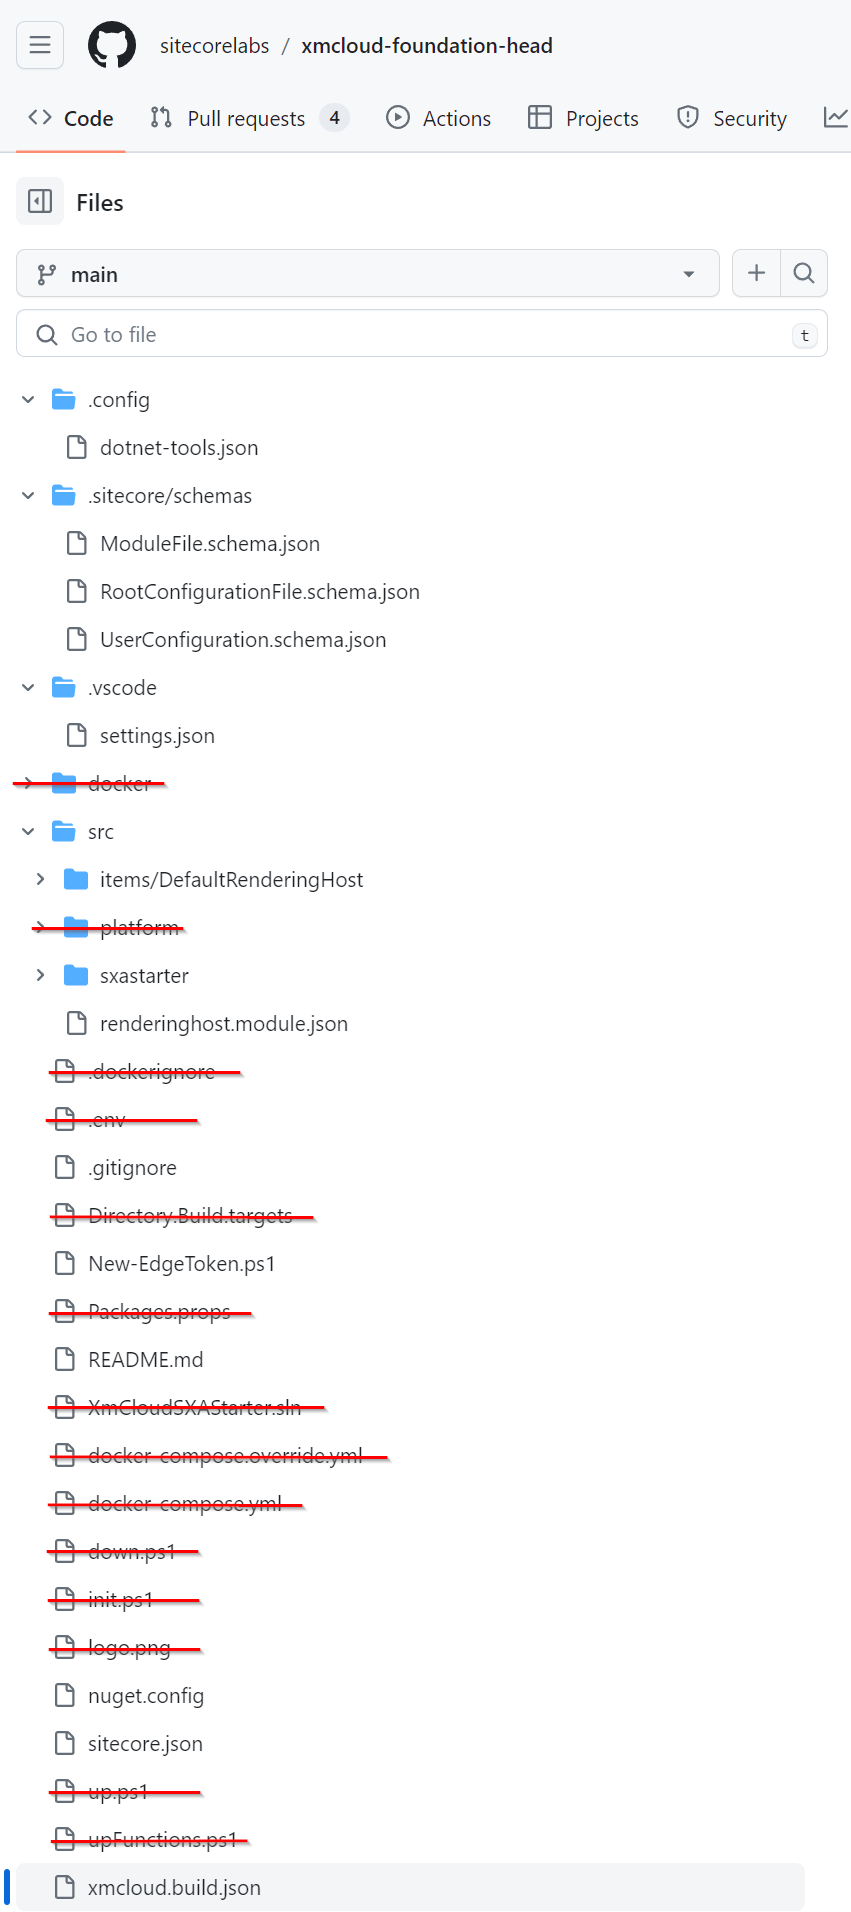 sitecorelabs / xmcloud-foundation-head
Code Pull requests 4 Actions Projects Security
Files
main
Go to file t
.config
dotnet-tools.json
.sitecore/schemas
ModuleFile.schema.json
RootConfigurationFile.schema.json
UserConfiguration.schema.json
.vscode
settings.json
docker
src
items/DefaultRenderingHost
platform
sxastarter
renderinghost.module.json
.dockerignore
.env
.gitignore
Directory.Build.targets
New-EdgeToken.ps1
Packages.props
README.md
XmCloudSXAStarter.sln
docker-compose.override.yml
docker-compose.yml
down.ps1
init.ps1
logo.png
nuget.config
sitecore.json
up.ps1
upFunctions.ps1
xmcloud.build.json